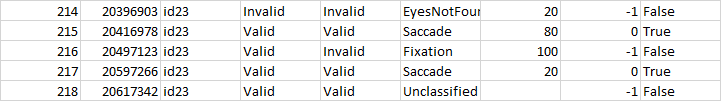 214 20396903 id23 Invalid Invalid EyesNotFour 20 -1 False
215 20416978 id23 Valid Valid Saccade 80 0 True
216 20497123 id23 Valid Invalid Fixation 100 -1 False
217 20597266 id23 Valid Valid Saccade 20 0 True
218 20617342 id23 Valid Valid Unclassified -1 False